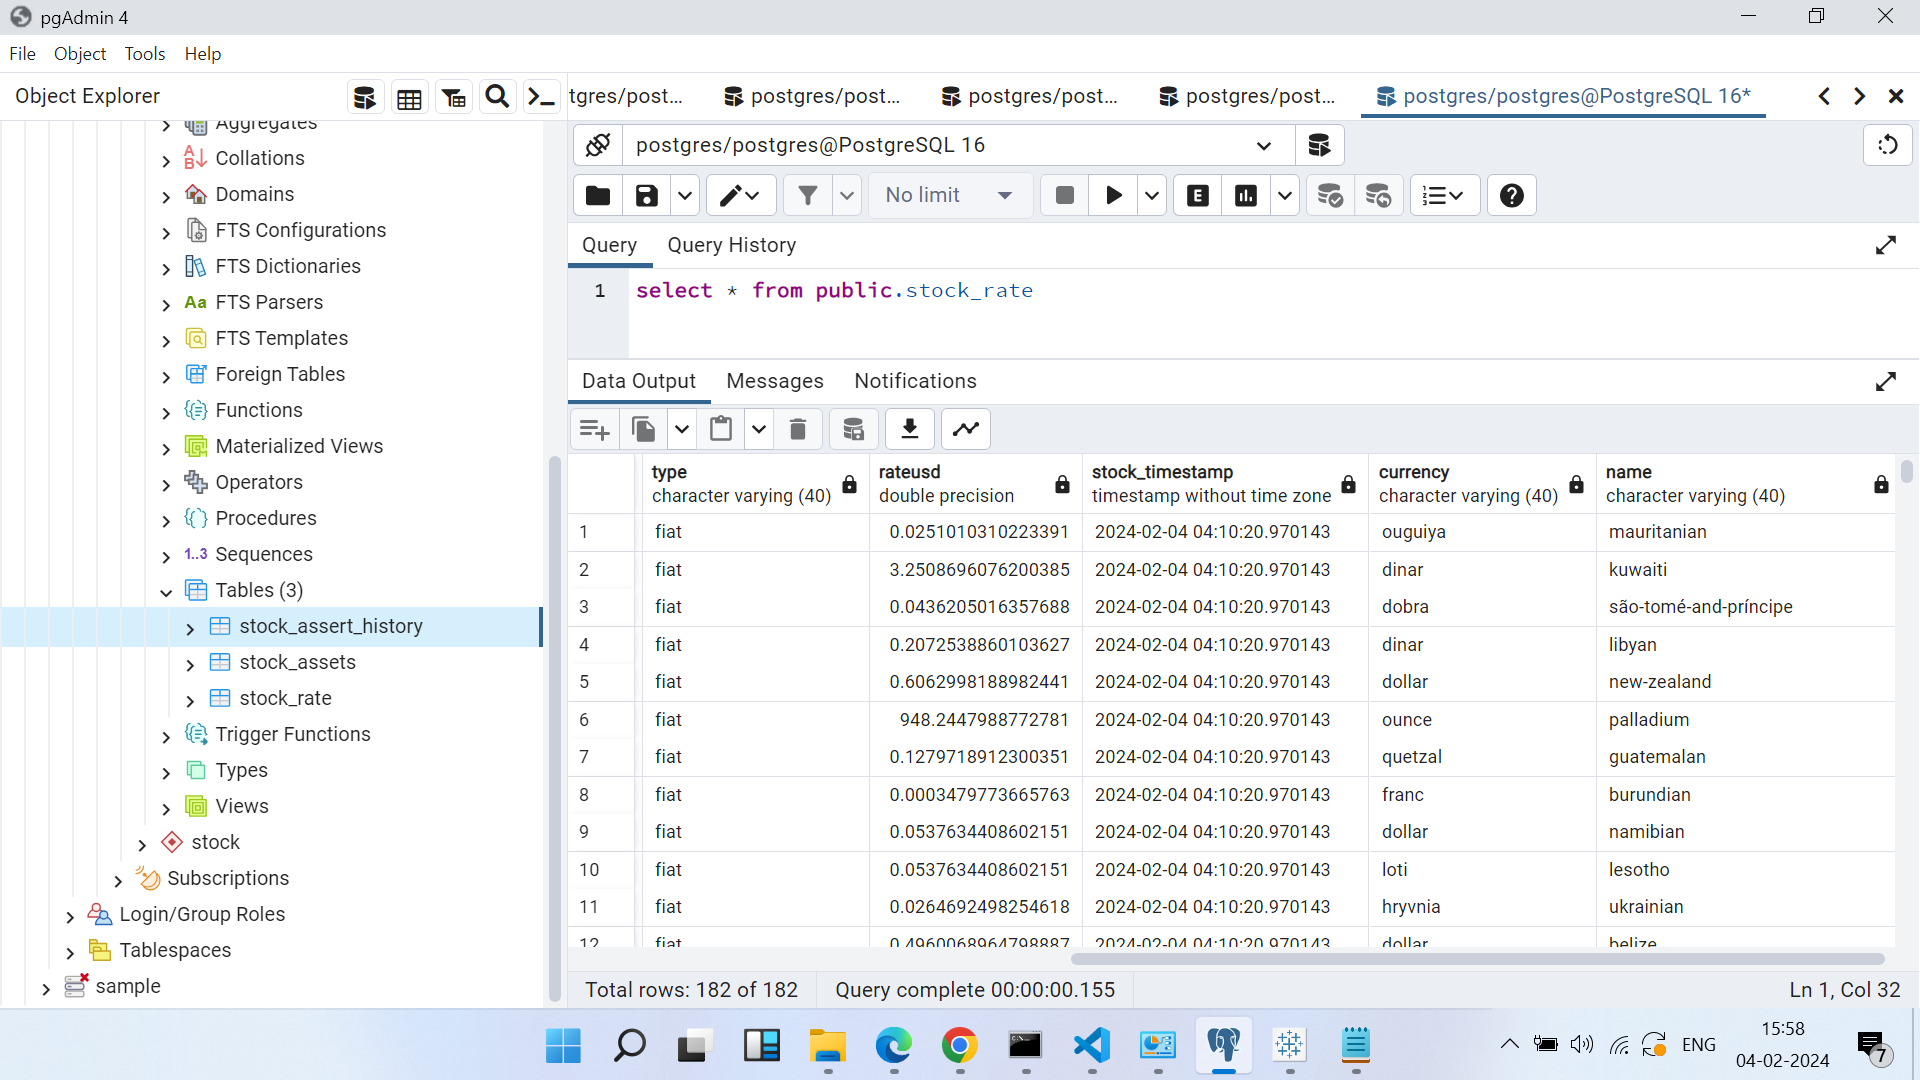 pgAdmin 4
File Object Tools Help
Object Explorer
tgres/post...
postgres/post...
postgres/post...
postgres/post...
postgres/postgres@PostgreSQL 16*
postgres/postgres@PostgreSQL 16
No limit
E
Query Query History
1 select * from public.stock_rate
Data Output Messages Notifications
Aggregates
Collations
Domains
FTS Configurations
FTS Dictionaries
Aa FTS Parsers
FTS Templates
Foreign Tables
Functions
Materialized Views
Operators
Procedures
1..3 Sequences
Tables (3)
stock_assert_history
stock_assets
stock_rate
Trigger Functions
Types
Views
stock
Subscriptions
Login/Group Roles
Tablespaces
sample
type rateusd stock_timestamp currency name
character varying (40) double precision timestamp without time zone character varying (40) character varying (40)
1 fiat 0.0251010310223391 2024-02-04 04:10:20.970143 ouguiya mauritanian
2 fiat 3.2508696076200385 2024-02-04 04:10:20.970143 dinar kuwaiti
3 fiat 0.0436205016357688 2024-02-04 04:10:20.970143 dobra são-tomé-and-príncipe
4 fiat 0.2072538860103627 2024-02-04 04:10:20.970143 dinar libyan
5 fiat 0.6062998188982441 2024-02-04 04:10:20.970143 dollar new-zealand
6 fiat 948.2447988772781 2024-02-04 04:10:20.970143 ounce palladium
7 fiat 0.1279718912300351 2024-02-04 04:10:20.970143 quetzal guatemalan
8 fiat 0.0003479773665763 2024-02-04 04:10:20.970143 franc burundian
9 fiat 0.0537634408602151 2024-02-04 04:10:20.970143 dollar namibian
10 fiat 0.0537634408602151 2024-02-04 04:10:20.970143 loti lesotho
11 fiat 0.0264692498254618 2024-02-04 04:10:20.970143 hryvnia ukrainian
12 fiat 0.4960068964798887 2024-02-04 04:10:20.970143 dollar belize
Total rows: 182 of 182 Query complete 00:00:00.155 Ln 1, Col 32
ENG
15:58
04-02-2024
7